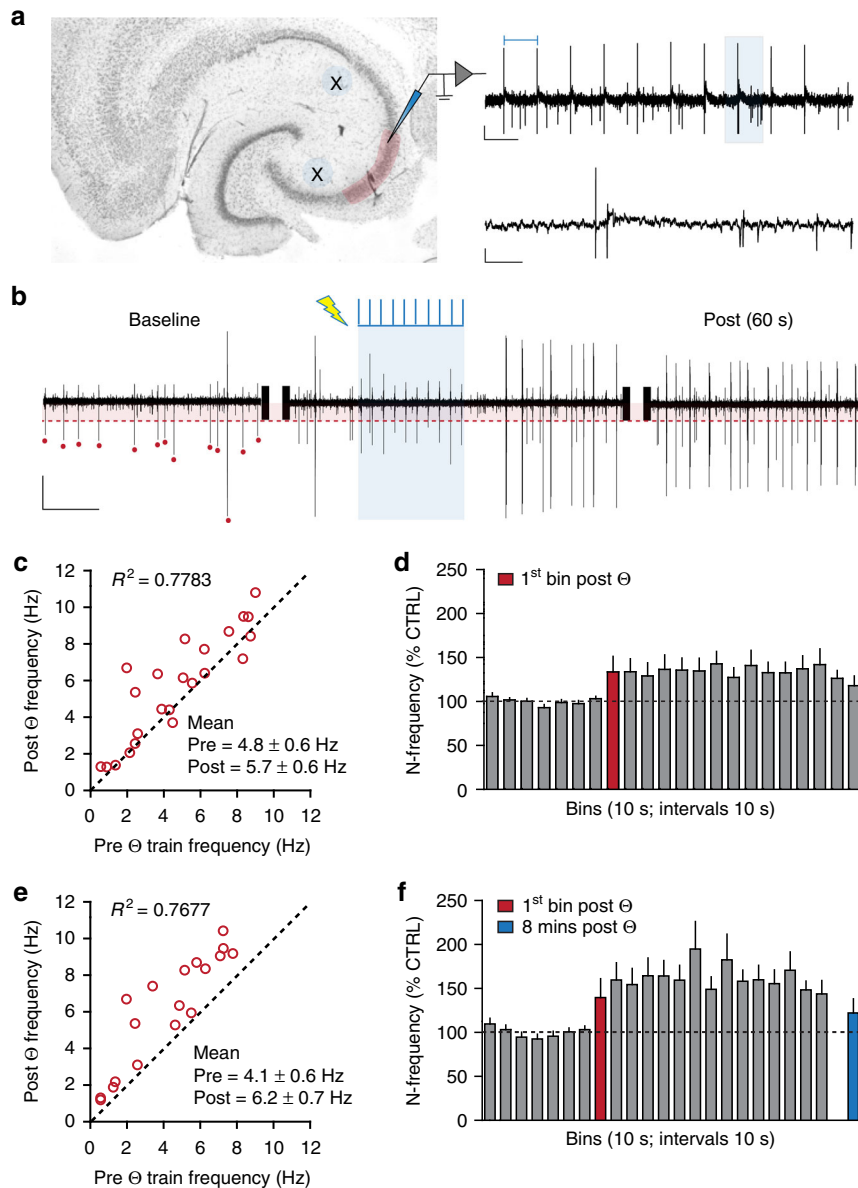 a
X
X
b
Baseline
Post (60 s)
c
12
10
8
6
4
2
0
Post Θ frequency (Hz)
R² = 0.7783
Mean
Pre = 4.8 ± 0.6 Hz
Post = 5.7 ± 0.6 Hz
0 2 4 6 8 10 12
Pre Θ train frequency (Hz)
d
250
200
150
100
50
0
N-frequency (% CTRL)
1st bin post Θ
Bins (10 s; intervals 10 s)
e
12
10
8
6
4
2
0
Post Θ frequency (Hz)
R² = 0.7677
Mean
Pre = 4.1 ± 0.6 Hz
Post = 6.2 ± 0.7 Hz
0 2 4 6 8 10 12
Pre Θ train frequency (Hz)
f
250
200
150
100
50
0
N-frequency (% CTRL)
1st bin post Θ
8 mins post Θ
Bins (10 s; intervals 10 s)